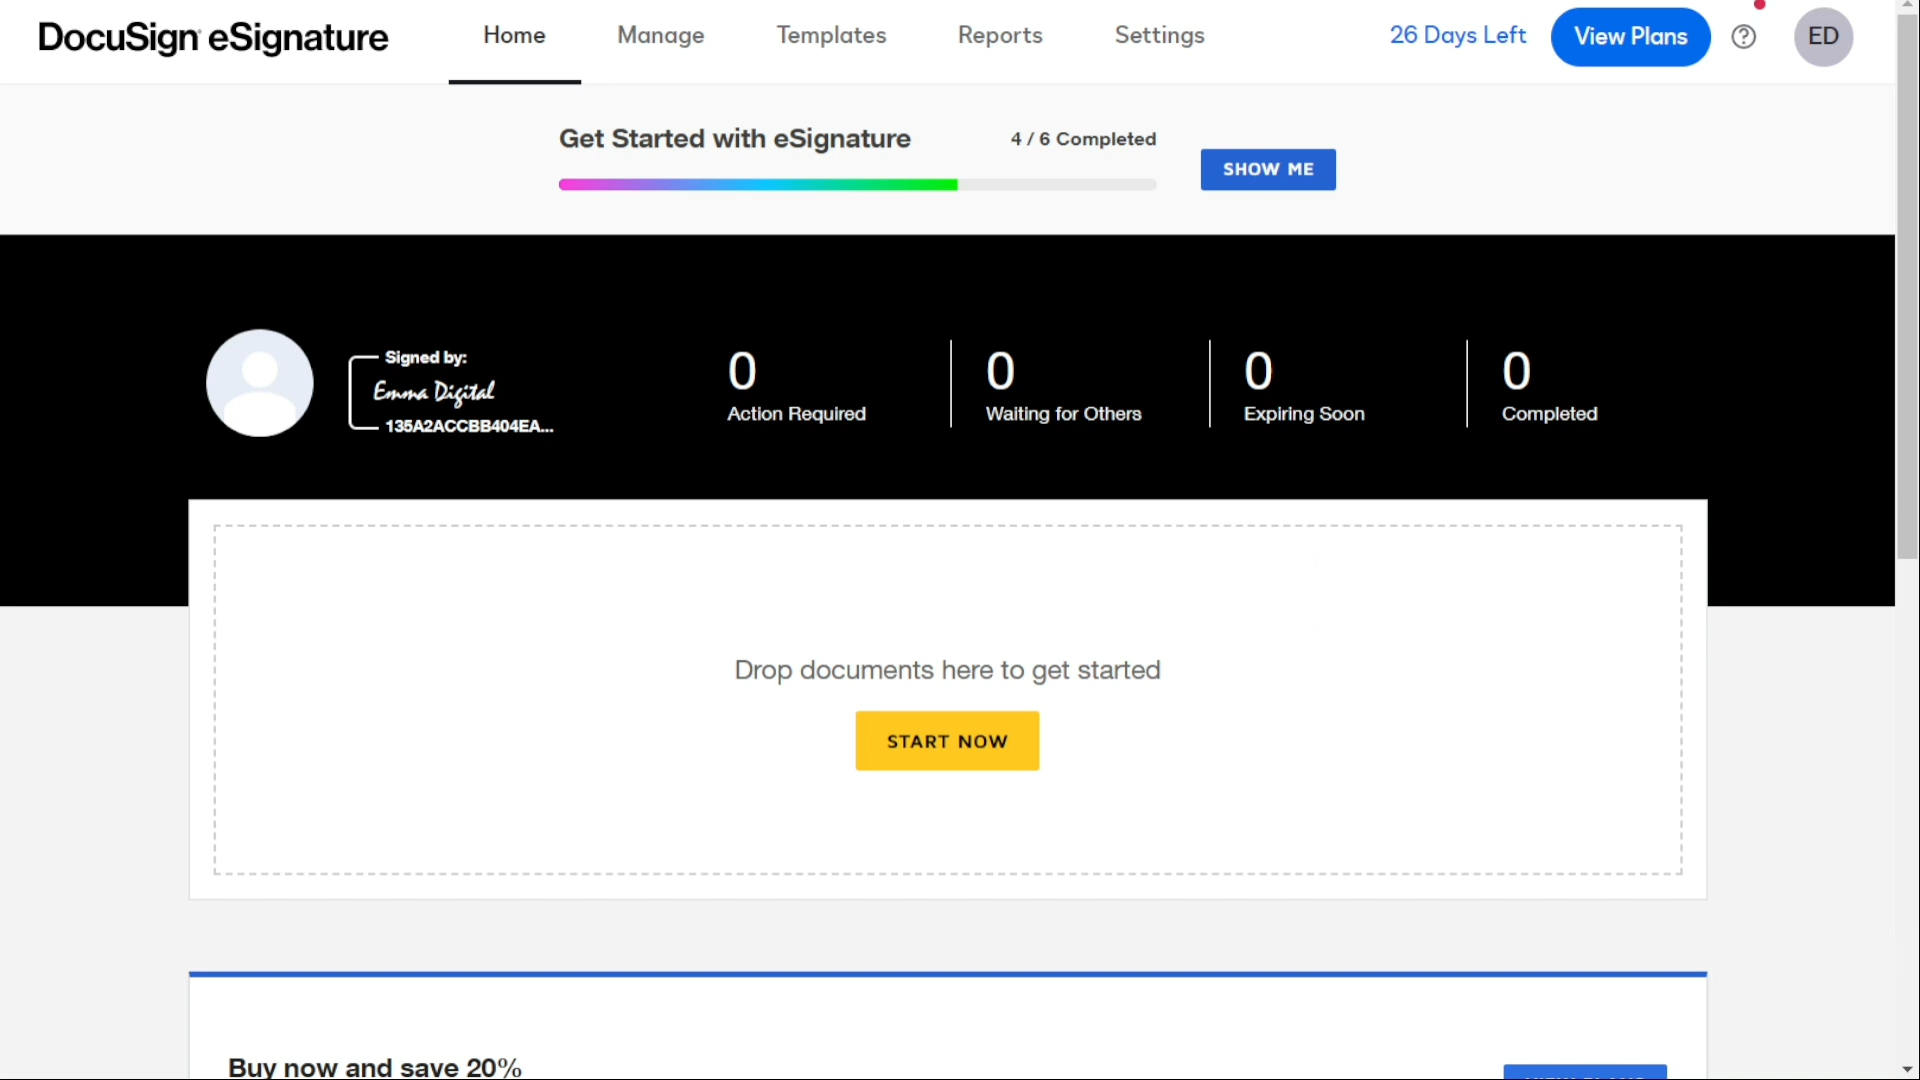 DocuSign eSignature
Home
Manage
Templates
Reports
Settings
26 Days Left
View Plans
ED
Get Started with eSignature
4 / 6 Completed
SHOW ME
Signed by:
Emma Digital
135A2ACCBB404EA...
0
Action Required
0
Waiting for Others
0
Expiring Soon
0
Completed
Drop documents here to get started
START NOW
Buy now and save 20%